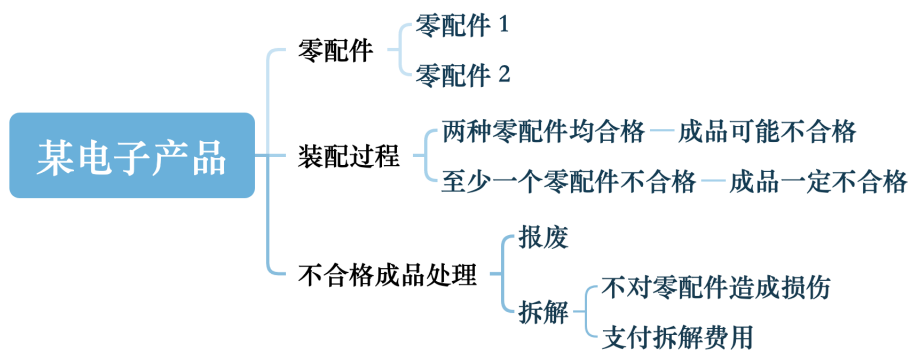 某电子产品
零配件
零配件 1
零配件 2
装配过程
两种零配件均合格
成品可能不合格
至少一个零配件不合格
成品一定不合格
不合格成品处理
报废
拆解
不对零配件造成损伤
支付拆解费用